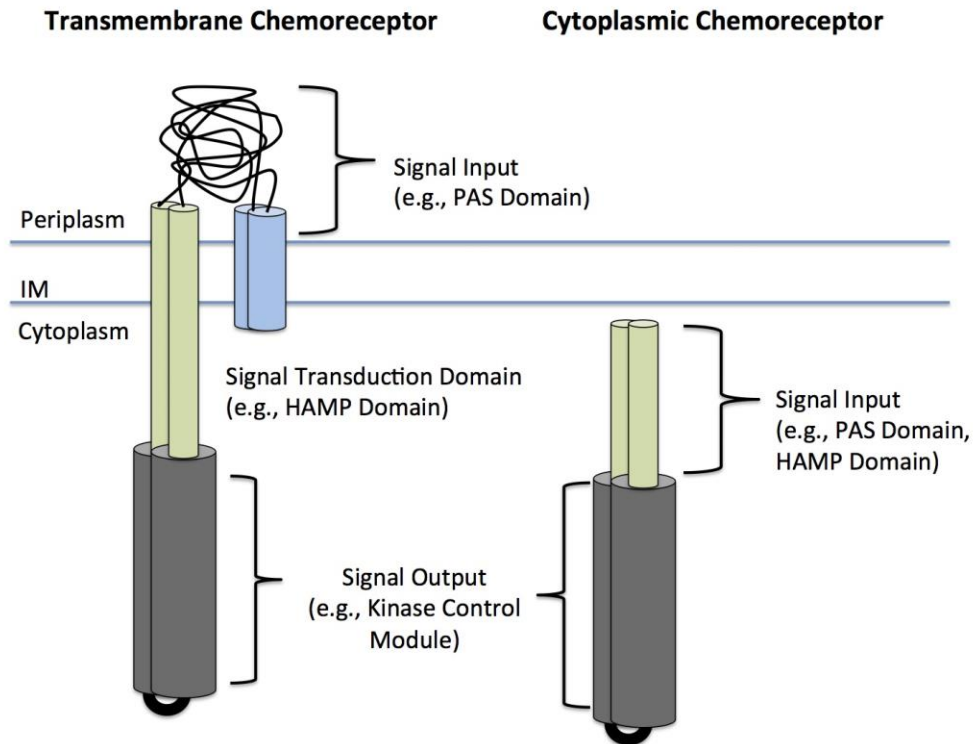 Transmembrane Chemoreceptor
Cytoplasmic Chemoreceptor
Signal Input
(e.g., PAS Domain)
Periplasm
IM
Cytoplasm
Signal Transduction Domain
(e.g., HAMP Domain)
Signal Input
(e.g., PAS Domain,
HAMP Domain)
Signal Output
(e.g., Kinase Control
Module)